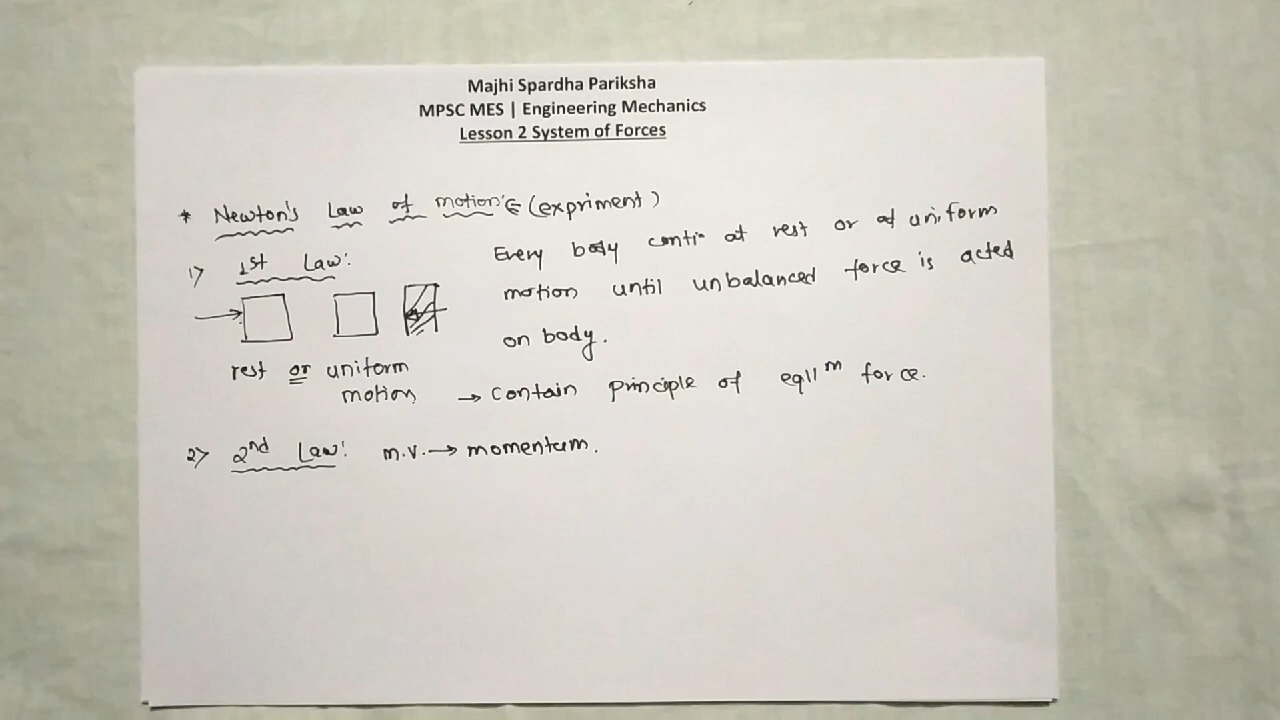 Majhi Spardha Pariksha
MPSC MES | Engineering Mechanics
Lesson 2 System of Forces
* Newton's Law of motion's (expriment)
1) 1st Law:
Every body contin at rest or of uniform
motion until unbalanced force is acted
on body.
rest or uniform
motion → contain principle of eqll^m force.
2) 2nd Law: m.v. → momentum.